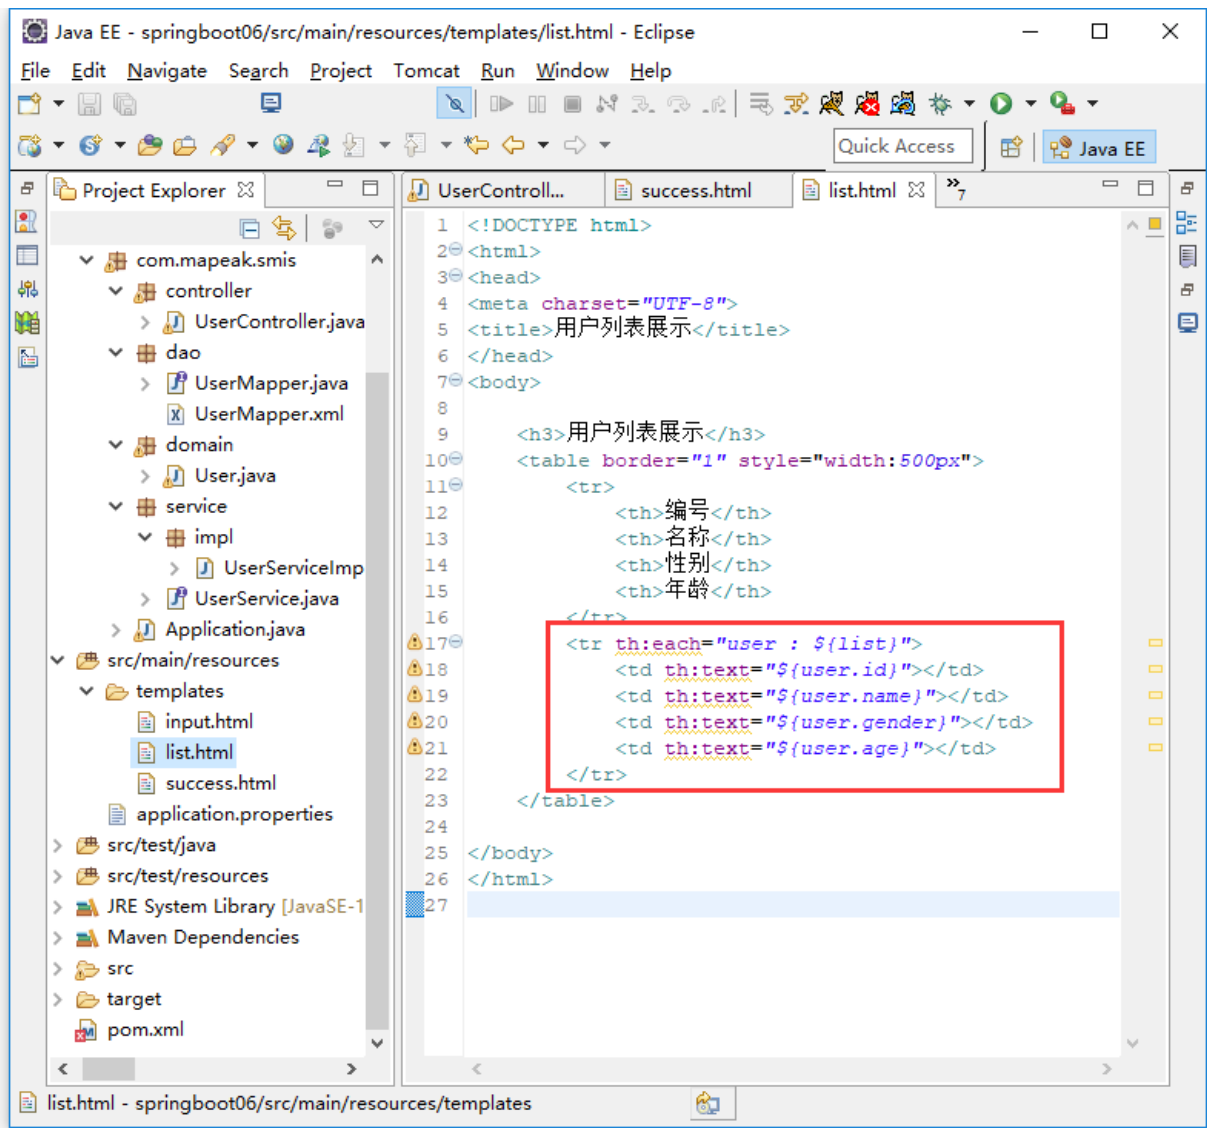 Java EE - springboot06/src/main/resources/templates/list.html - Eclipse
File Edit Navigate Search Project Tomcat Run Window Help
Quick Access
Java EE
Project Explorer
UserControll...
success.html
list.html
»7
com.mapeak.smis
controller
UserController.java
dao
UserMapper.java
UserMapper.xml
domain
User.java
service
impl
UserServiceImp
UserService.java
Application.java
src/main/resources
templates
input.html
list.html
success.html
application.properties
src/test/java
src/test/resources
JRE System Library [JavaSE-1
Maven Dependencies
src
target
pom.xml
1 <!DOCTYPE html>
2 <html>
3 <head>
4 <meta charset="UTF-8">
5 <title>用户列表展示</title>
6 </head>
7 <body>
8
9 <h3>用户列表展示</h3>
10 <table border="1" style="width:500px">
11 <tr>
12 <th>编号</th>
13 <th>名称</th>
14 <th>性别</th>
15 <th>年龄</th>
16 </tr>
17 <tr th:each="user : ${list}">
18 <td th:text="${user.id}"></td>
19 <td th:text="${user.name}"></td>
20 <td th:text="${user.gender}"></td>
21 <td th:text="${user.age}"></td>
22 </tr>
23 </table>
24
25 </body>
26 </html>
27
list.html - springboot06/src/main/resources/templates